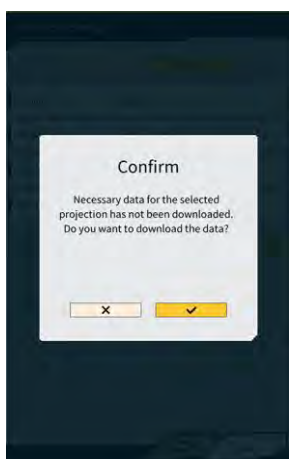 Confirm
Necessary data for the selected
projection has not been downloaded.
Do you want to download the data?